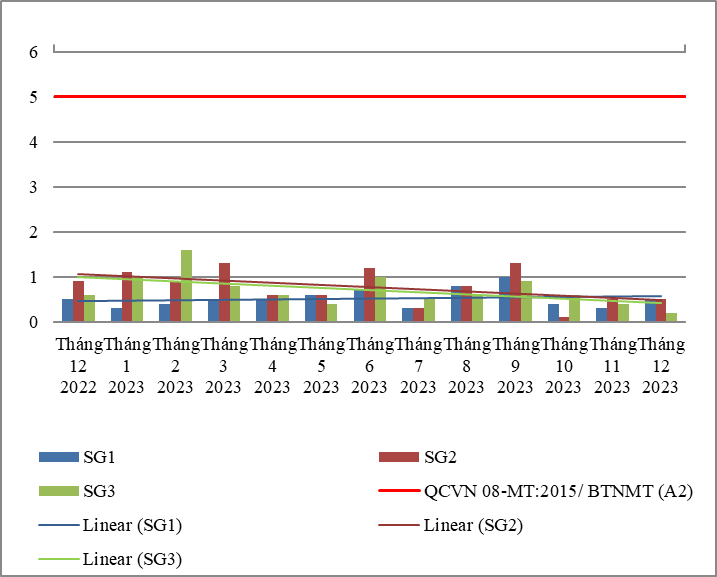 6
5
4
3
2
1
0
Tháng Tháng Tháng Tháng Tháng Tháng Tháng Tháng Tháng Tháng Tháng Tháng Tháng
12 1 2 3 4 5 6 7 8 9 10 11 12
2022 2023 2023 2023 2023 2023 2023 2023 2023 2023 2023 2023 2023
SG1 SG2
SG3 QCVN 08-MT:2015/ BTNMT (A2)
Linear (SG1) Linear (SG2)
Linear (SG3)